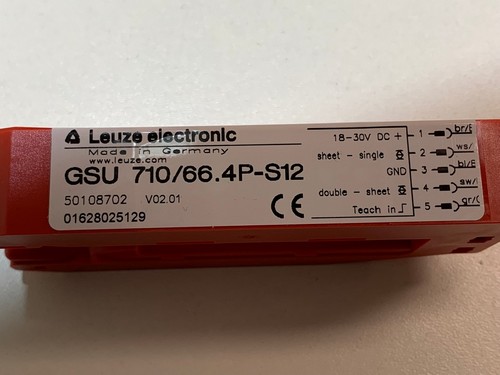 Leuze electronic
Made in Germany
www.leuze.com
GSU 710/66.4P-S12
50108702 V02.01
01628025129
CE
18-30V DC + 1 br/
sheet - single 2 ws/
GND 3 bl/
double - sheet 4 sw/
Teach in 5 gr/